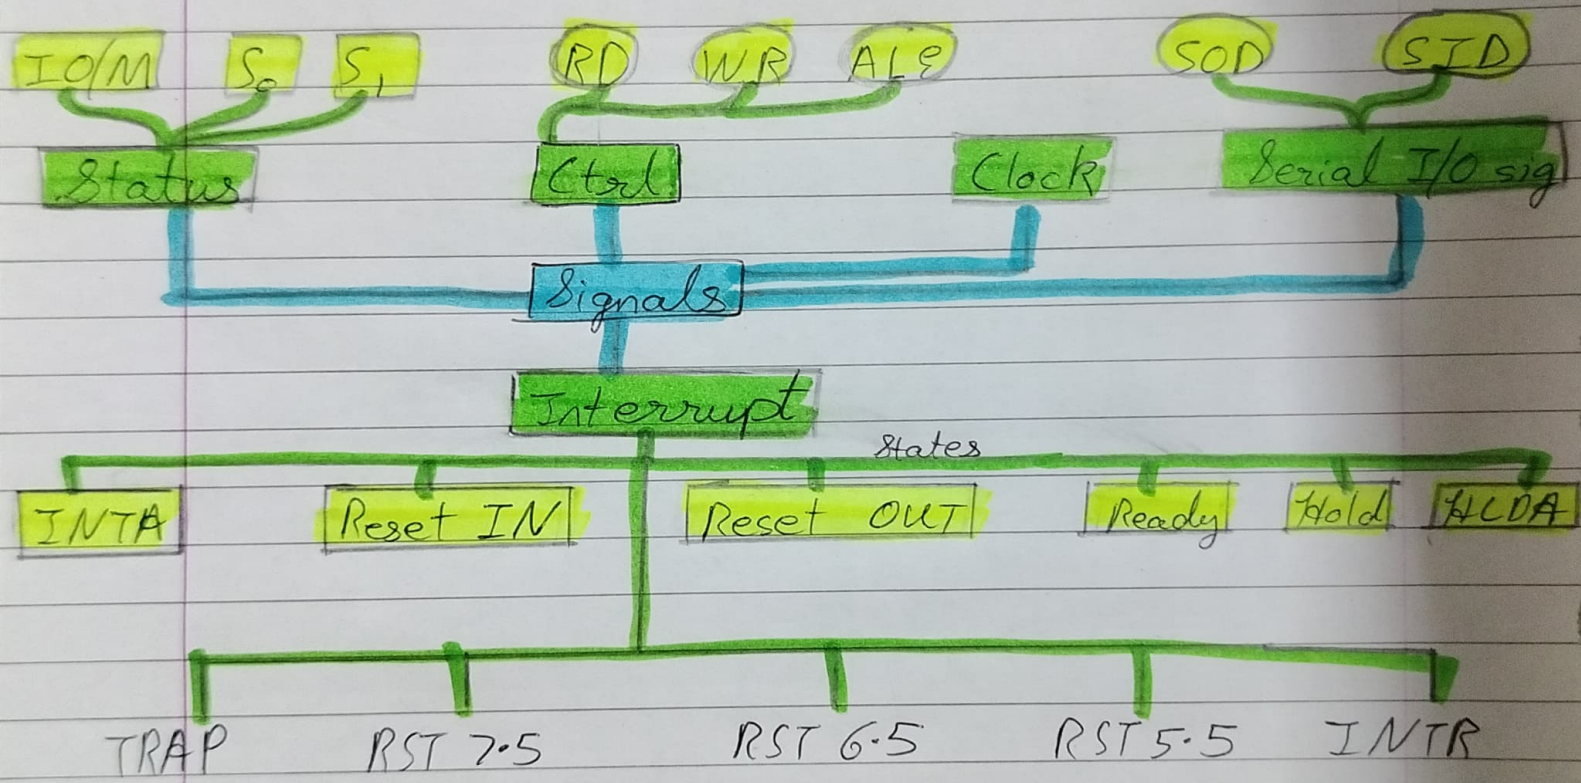 IO/M S₀ S₁ RD WR ALE SOD SID
Status Ctrl Clock Serial I/O sig
Signals
Interrupt
States
INTA Reset IN Reset OUT Ready Hold HLDA
TRAP RST 7.5 RST 6.5 RST 5.5 INTR